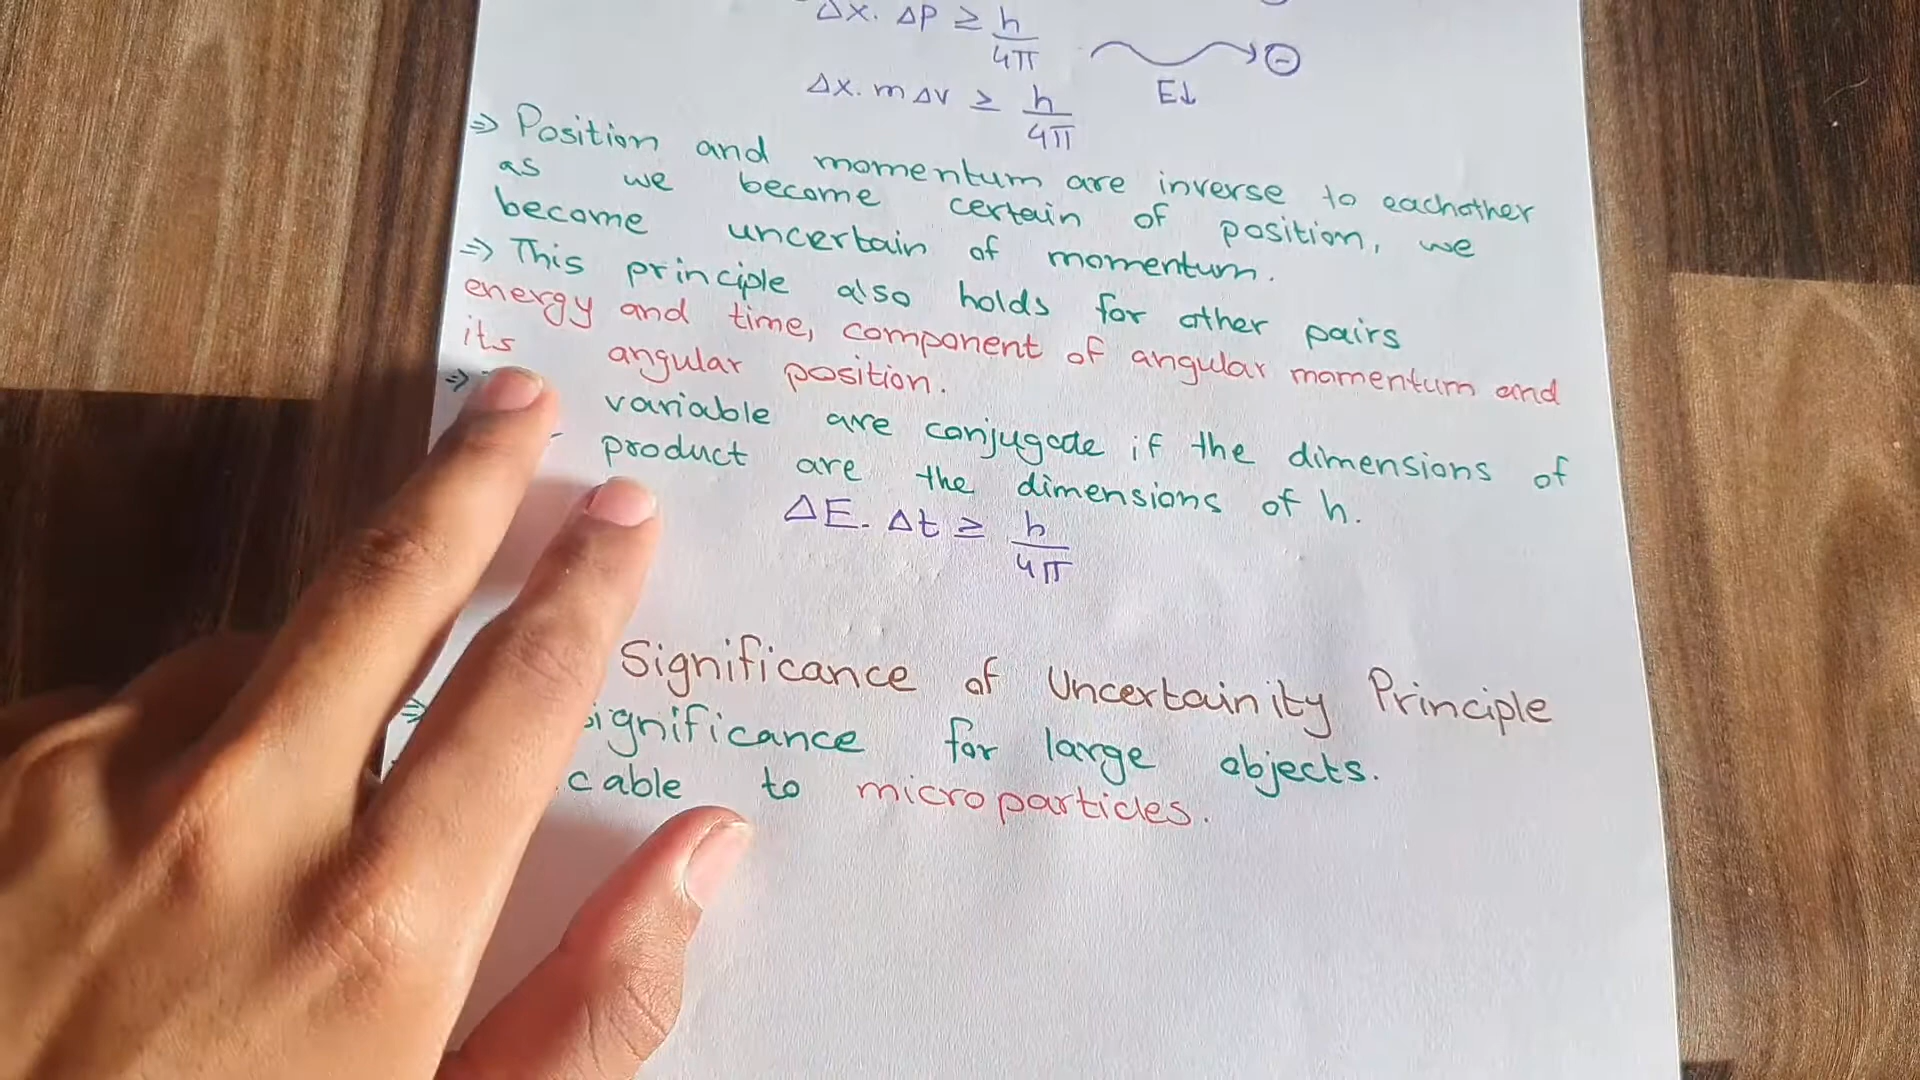 Δx. Δp ≥ h/4π
E↓
Δx. m Δv ≥ h/4π
⇒ Position and momentum are inverse to eachother
as we become certain of position, we
become uncertain of momentum.
⇒ This principle also holds for other pairs
energy and time, component of angular momentum and
its angular position.
⇒ variable are conjugade if the dimensions of
product are the dimensions of h.
ΔE. Δt ≥ h/4π
Significance of Uncertainity Principle
⇒ significance for large objects.
cable to microparticles.